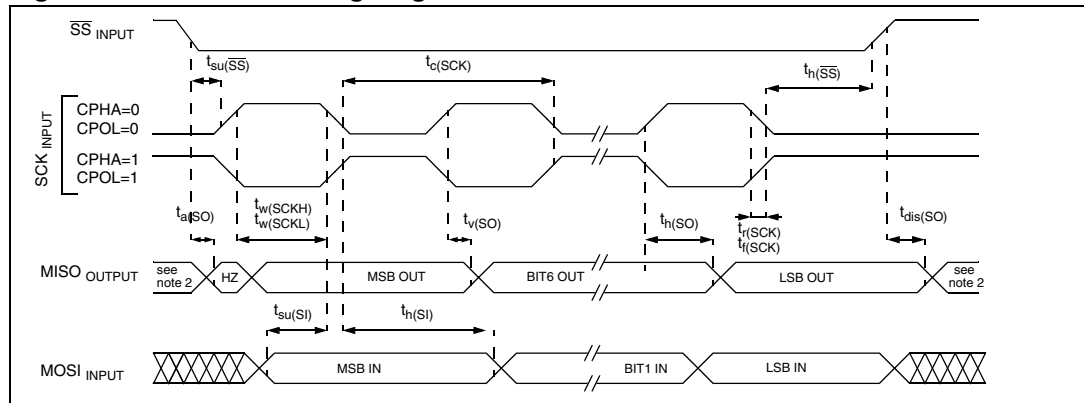 SS INPUT
tsu(SS)
tc(SCK)
th(SS)
SCK INPUT
CPHA=0
CPOL=0
CPHA=1
CPOL=1
ta(SO)
tw(SCKH)
tw(SCKL)
tv(SO)
th(SO)
tr(SCK)
tf(SCK)
tdis(SO)
MISO OUTPUT
see
note 2
HZ
MSB OUT
BIT6 OUT
LSB OUT
see
note 2
tsu(SI)
th(SI)
MOSI INPUT
MSB IN
BIT1 IN
LSB IN